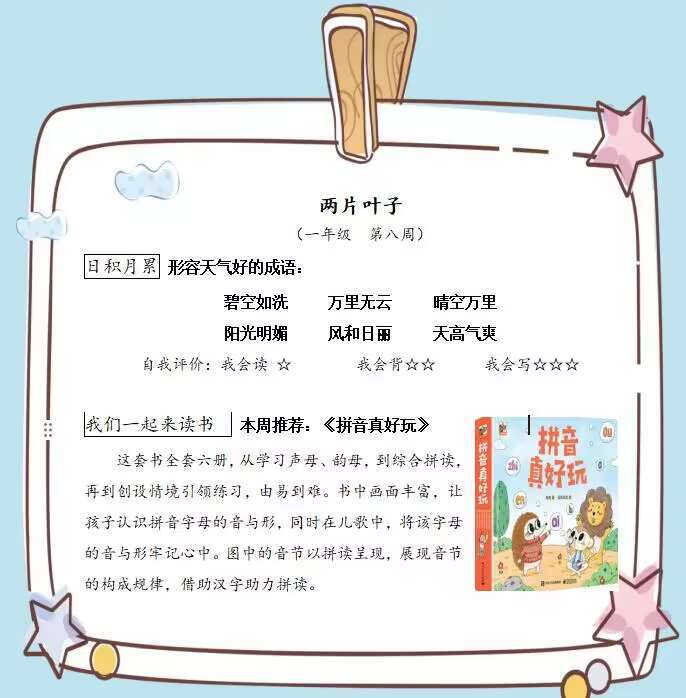 两片叶子
（一年级 第八周）
日积月累 形容天气好的成语：
碧空如洗 万里无云 晴空万里
阳光明媚 风和日丽 天高气爽
自我评价：我会读 ☆ 我会背☆☆ 我会写☆☆☆
我们一起来读书 本周推荐：《拼音真好玩》
这套书全套六册，从学习声母、韵母，到综合拼读，
再到创设情境引领练习，由易到难。书中画面丰富，让
孩子认识拼音字母的音与形，同时在儿歌中，将该字母
的音与形牢记心中。图中的音节以拼读呈现，展现音节
的构成规律，借助汉字助力拼读。
拼音真好玩
拼音
真好玩
ou
zhi
en
ai